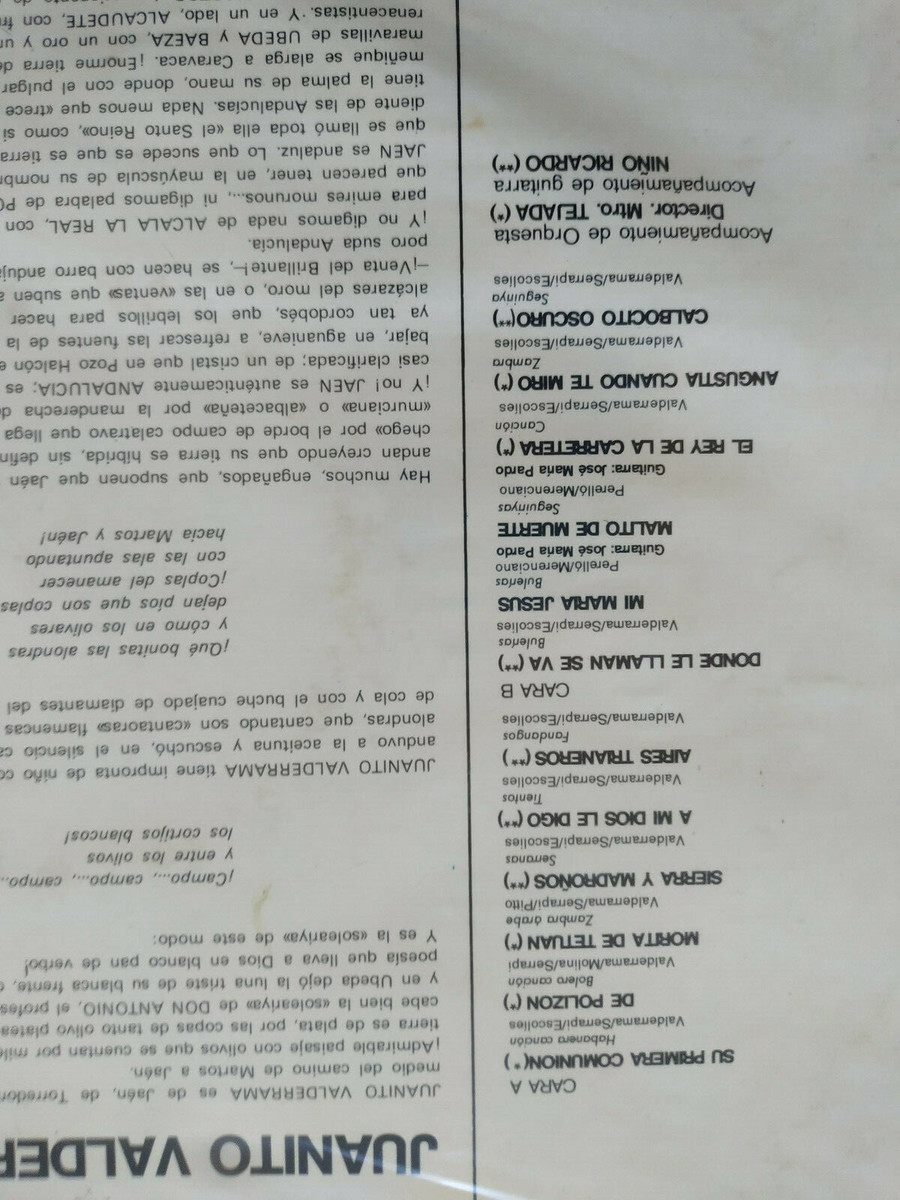 JUANITO VALDER
CARA A
SU PRIMERA COMUNION(*)
Habanera canción
Valderrama/Serrapi/Escolies
DE POLIZON (*)
Bolero canción
Valderrama/Molina/Serrapi
MORITA DE TETUAN (*)
Zambra árabe
Valderrama/Serrapi/Pitto
SIERRA Y MADROÑOS (**)
Serranas
Valderrama/Serrapi/Escolies
A MI DIOS LE DIGO (**)
Tientos
Valderrama/Serrapi/Escolies
AIRES TRIANEROS (**)
Fandangos
Valderrama/Serrapi/Escolies
CARA B
DONDE LE LLAMAN SE VA (**)
Bulerías
Valderrama/Serrapi/Escolies
MI MARIA JESUS
Bulerías
Perelló/Merenciano
Guitarra: José María Pardo
MALITO DE MUERTE
Seguiriyas
Perelló/Merenciano
Guitarra: José María Pardo
EL REY DE LA CARRETERA (*)
Canción
Valderrama/Serrapi/Escolies
ANGUSTIA CUANDO TE MIRO (*)
Zambra
Valderrama/Serrapi/Escolies
CALBOCITO OSCURO(**)
Seguiriya
Valderrama/Serrapi/Escolies
Acompañamiento de Orquesta
Director. Mtro. TEJADA (*)
Acompañamiento de guitarra
NIÑO RICARDO (**)
JUANITO VALDERRAMA es de Jaén, de Torredon
medio del camino de Martos a Jaén.
¡Admirable paisaje con olivos que se cuentan por mile
tierra es de plata, por las copas de tanto olivo platea
cabe bien la «soleariya» de DON ANTONIO, el profes
y en Ubeda dejó la luna triste de su blanca frente,
poesía que lleva a Dios en blanco pan de verbo!
Y es la «soleariya» de este modo:
¡Campo..., campo..., campo...
y entre los olivos
los cortijos blancos!
JUANITO VALDERRAMA tiene impronta de niño co
anduvo a la aceituna y escuchó, en el silencio ca
alondras, que cantando son «cantaoras» flamencas
de cola y con el buche cuajado de diamantes del
¡Qué bonitas las alondras
y cómo en los olivares
dejan píos que son coplas
¡Coplas del amanecer
con las alas apuntando
hacia Martos y Jaén!
Hay muchos, engañados, que suponen que Jaén
andan creyendo que su tierra es híbrida, sin defin
chego» por el borde de campo calatravo que llega
«murciana» o «albaceteña» por la manderecha de
¡Y no! JAEN es auténticamente ANDALUCIA; es
casi clarificada; de un cristal que en Pozo Halcón e
bajar, en aguanieve, a refrescar las fuentes de la
ya tan cordobés, que los lebrillos para hacer
alcázares del moro, o en las «ventas» que suben a
—¡Venta del Brillante!—, se hacen con barro anduja
poro suda Andalucía.
¡Y no digamos nada de ALCALA LA REAL, con
para emires morunos..., ni digamos palabra de PO
que parecen tener, en la mayúscula de su nombr
JAEN es andaluz. Lo que sucede es que es tierra
que se llamó toda ella «el Santo Reino», como si
diente de las Andalucías. Nada menos que «trece
tiene la palma de su mano, donde con el pulgar
meñique se alarga a Caravaca. ¡Enorme tierra de
maravillas de UBEDA y BAEZA, con un oro y un
renacentistas. Y en un lado, ALCAUDETE, con fr